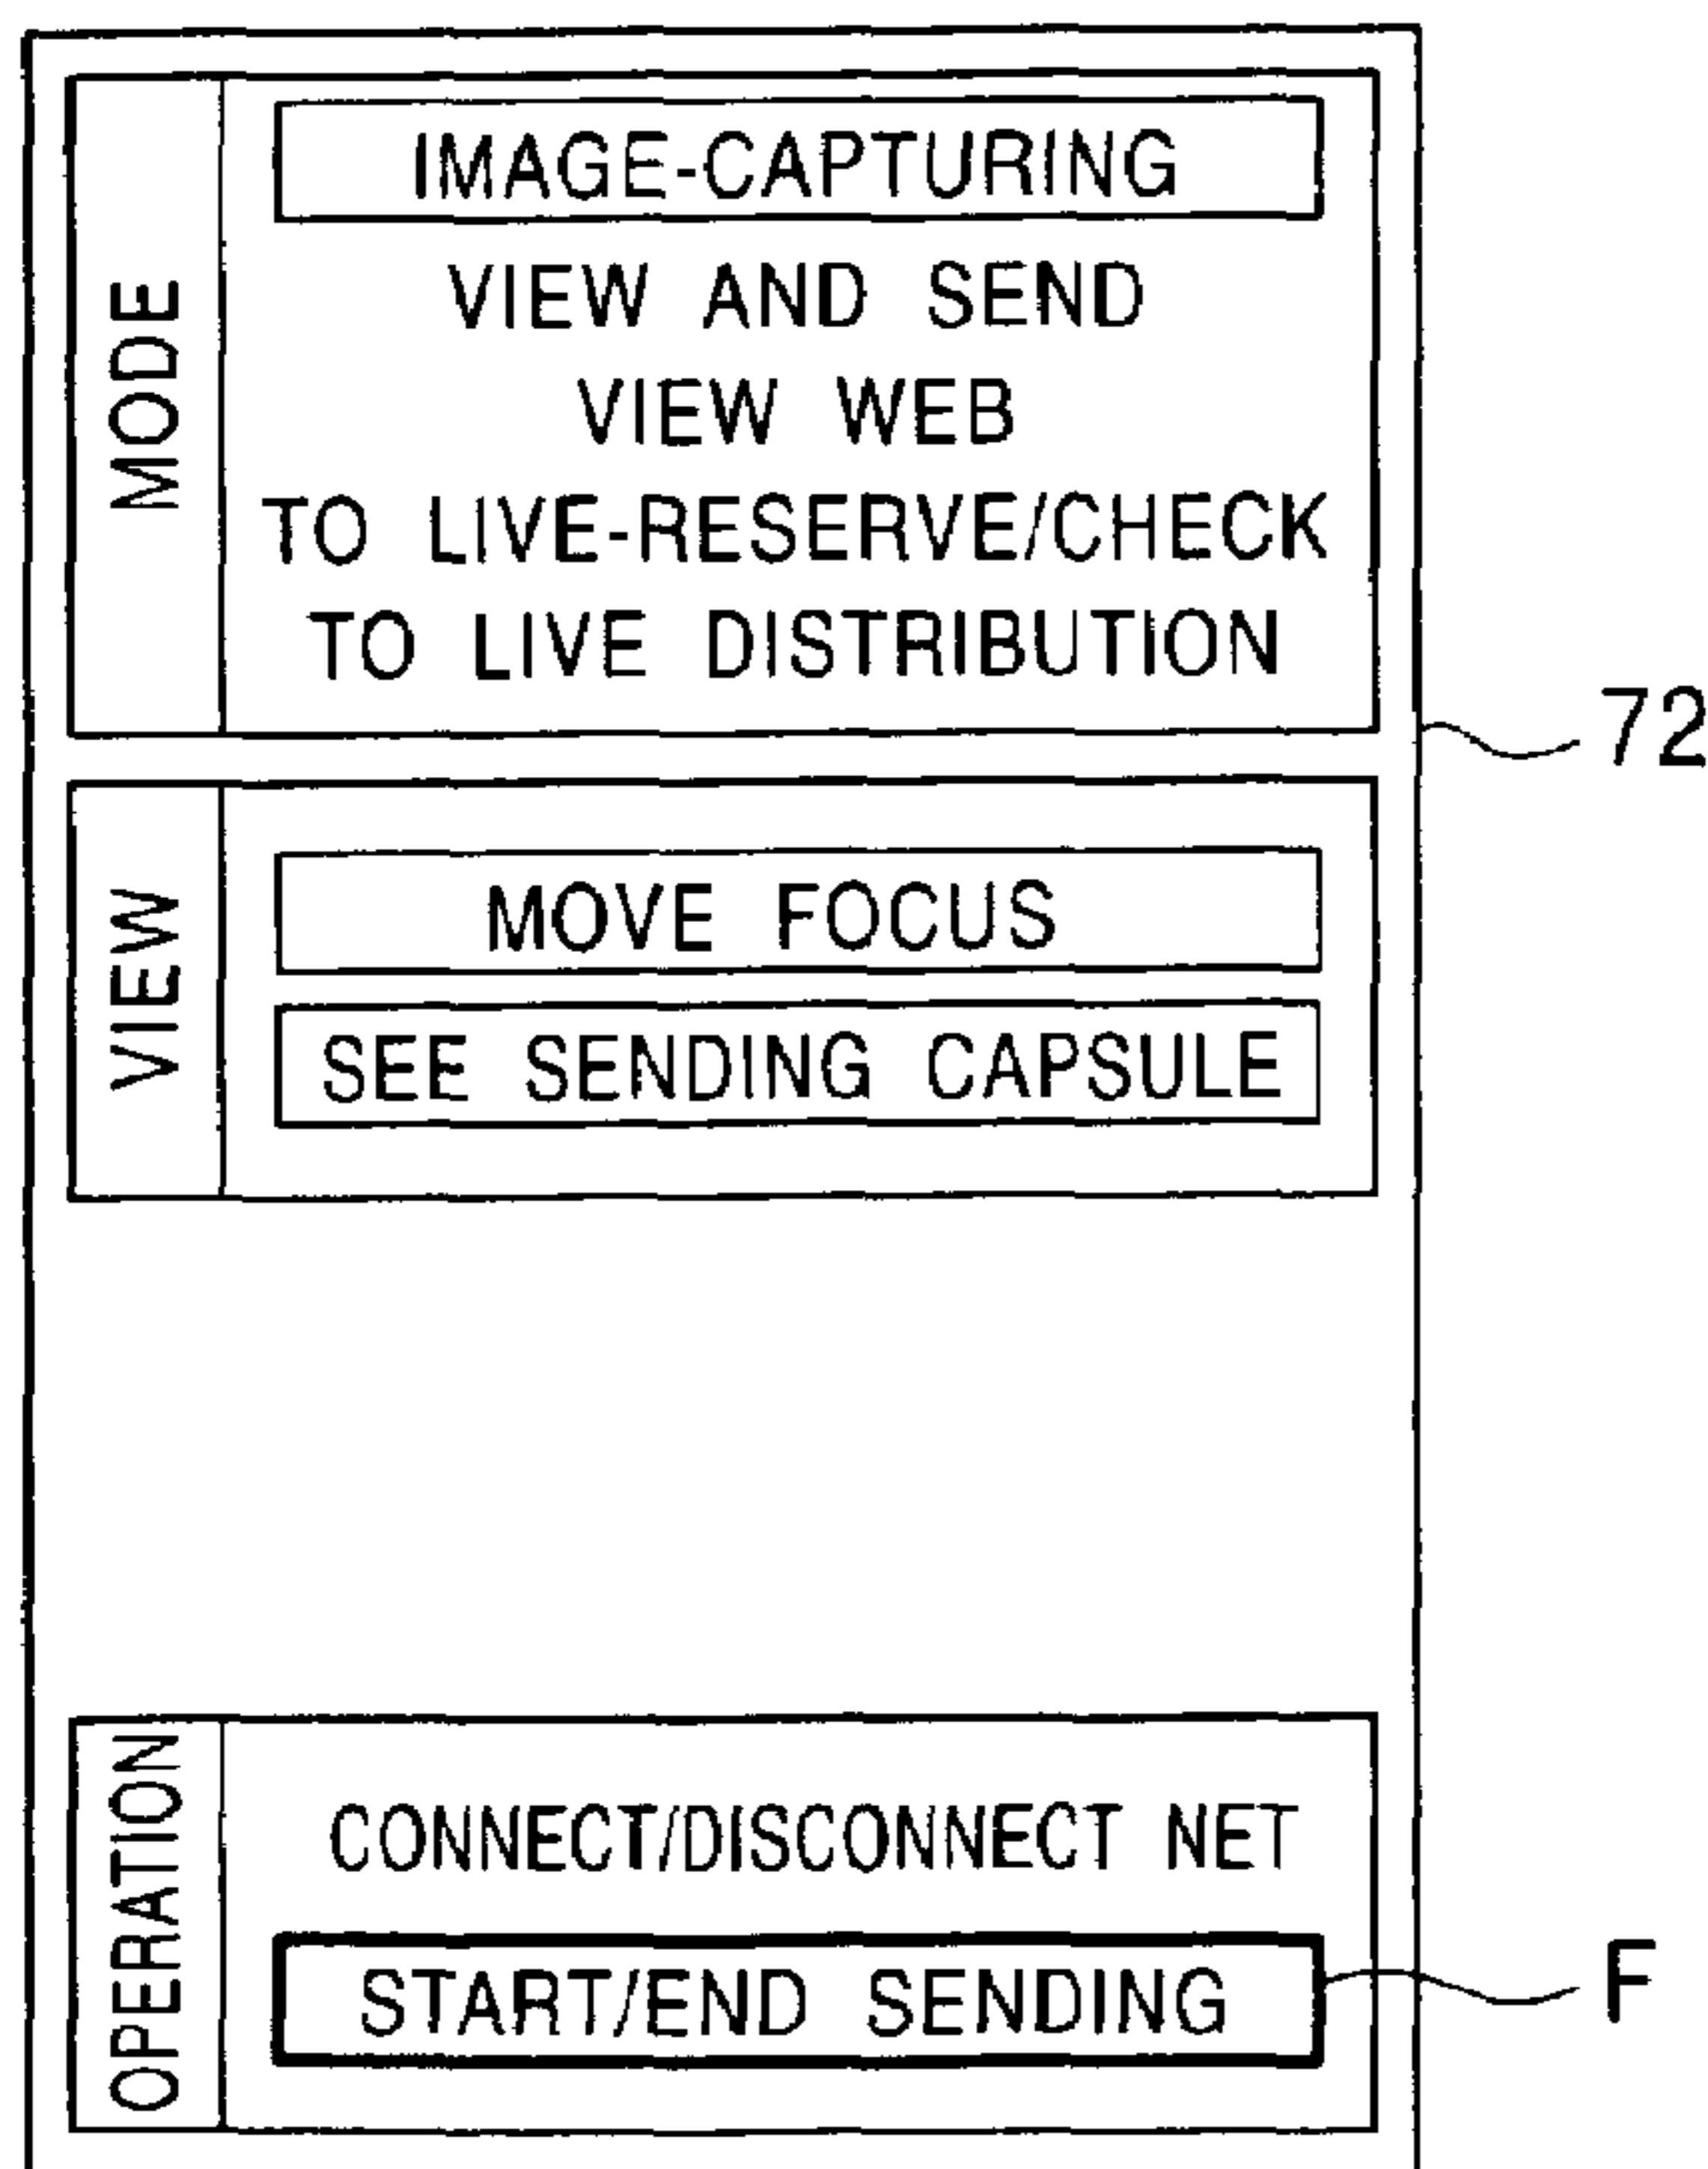 MODE
IMAGE-CAPTURING
VIEW AND SEND
VIEW WEB
TO LIVE-RESERVE/CHECK
TO LIVE DISTRIBUTION
72
VIEW
MOVE FOCUS
SEE SENDING CAPSULE
OPERATION
CONNECT/DISCONNECT NET
START/END SENDING
F